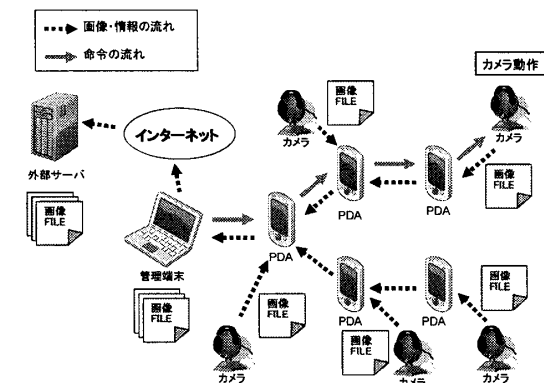 画像・情報の流れ
命令の流れ
カメラ動作
画像
FILE
カメラ
カメラ
インターネット
外部サーバ
画像
FILE
画像
FILE
PDA
PDA
PDA
管理端末
画像
FILE
画像
FILE
画像
FILE
PDA
PDA
画像
FILE
カメラ
カメラ
カメラ